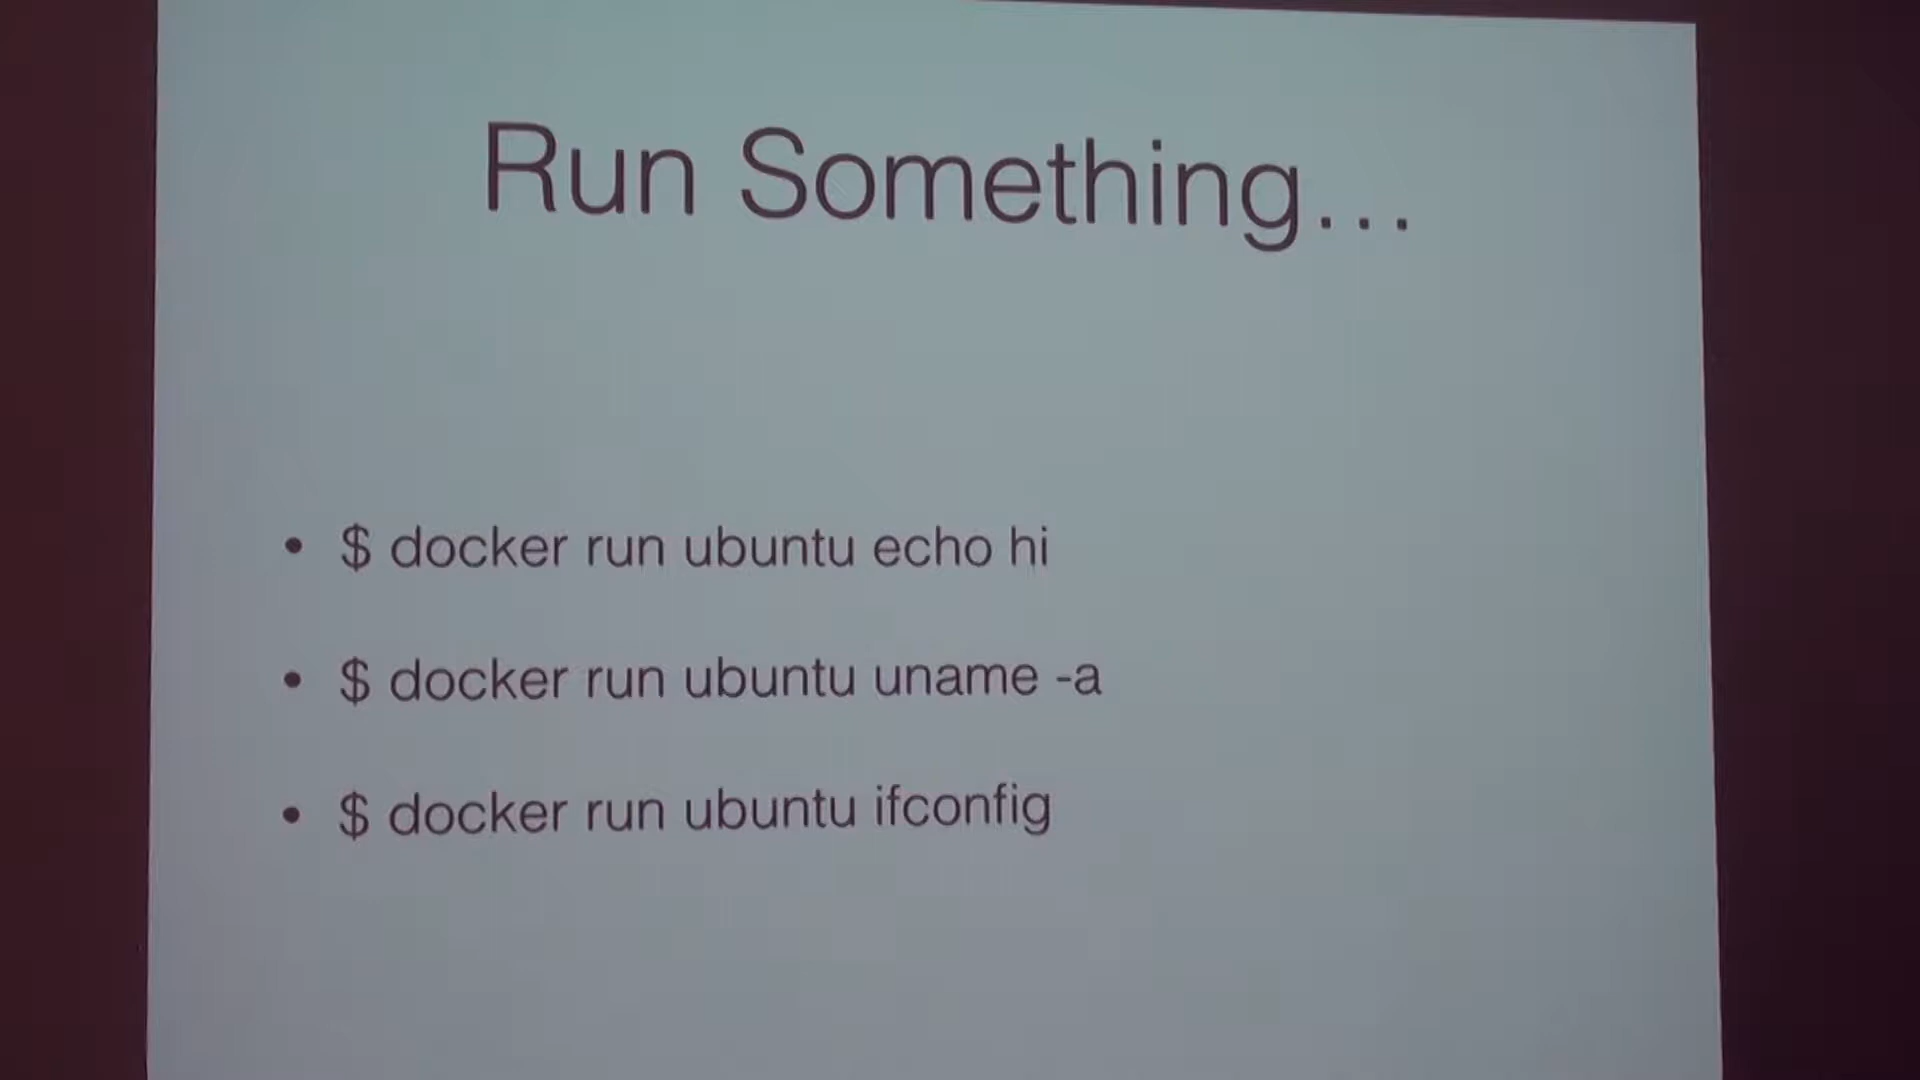 Run Something...
• $ docker run ubuntu echo hi
• $ docker run ubuntu uname -a
• $ docker run ubuntu ifconfig